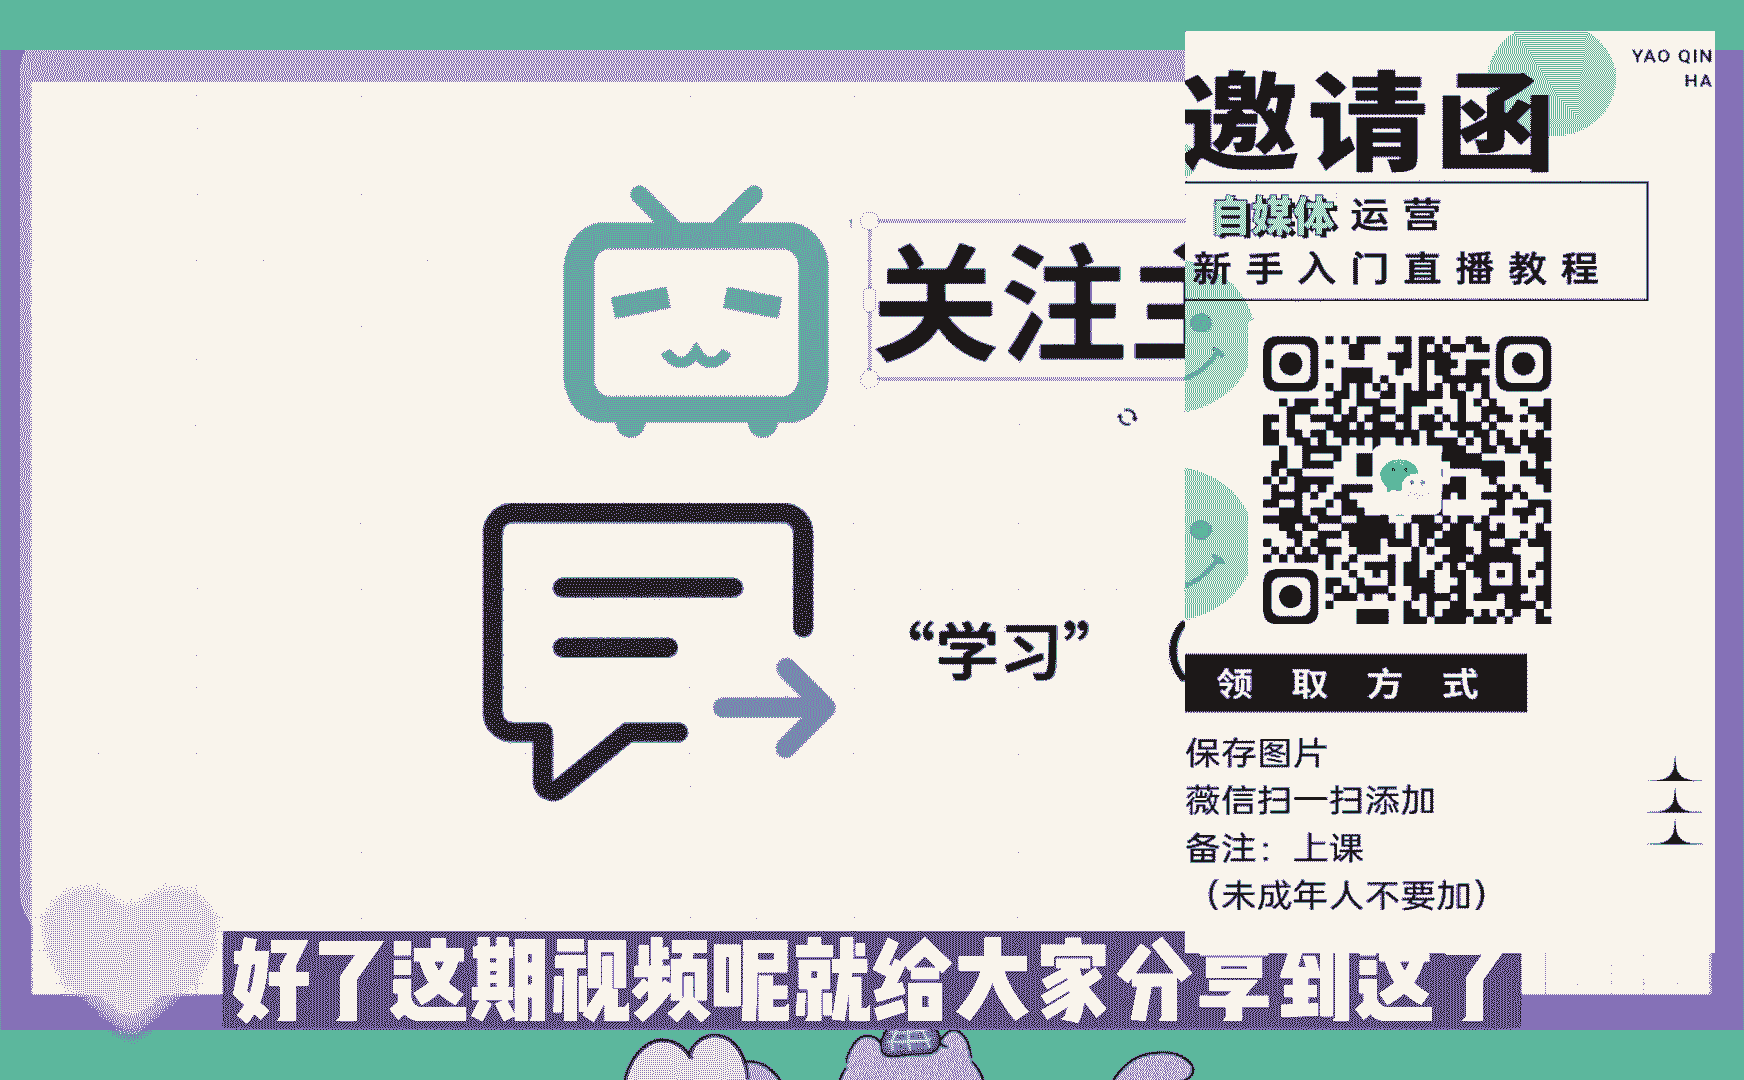 YAO QIN
HA
邀请函
自媒体运营
新手入门直播教程
关注主
“学习” （
领取方式
保存图片
薇信扫一扫添加
备注：上课
（未成年人不要加）
好了这期视频呢就给大家分享到这了